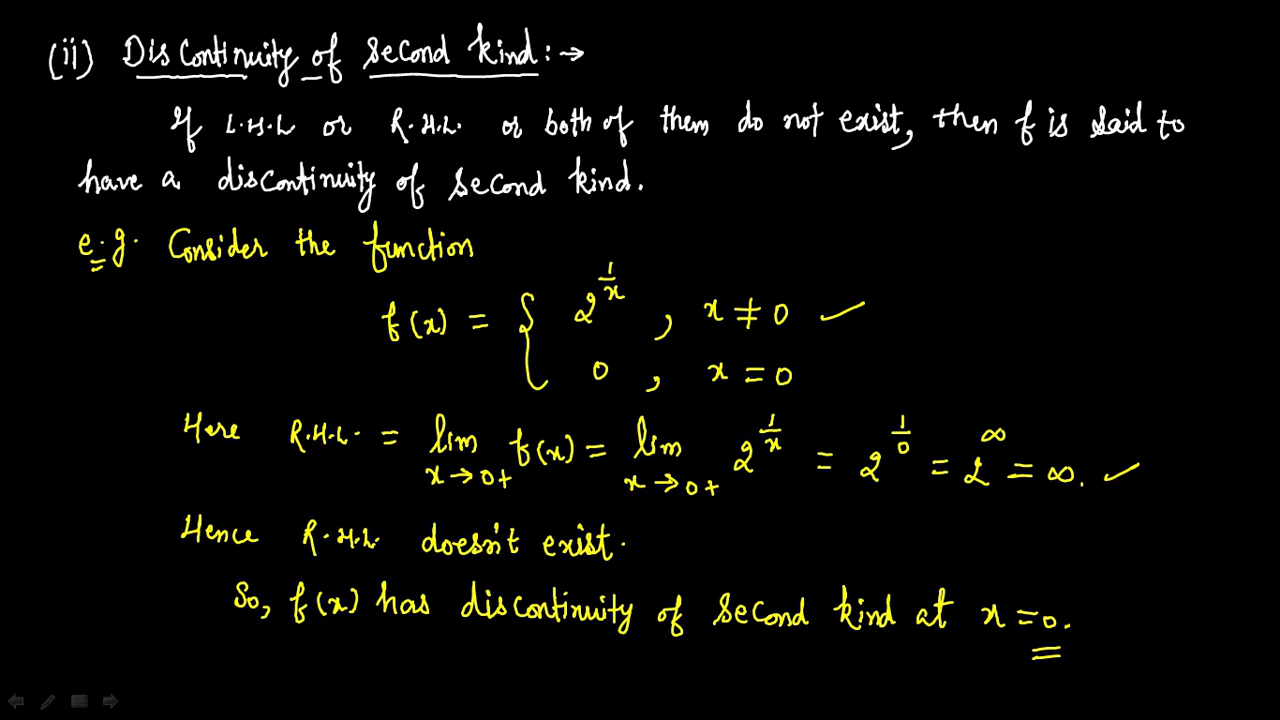 (ii) Discontinuity of second kind :→
If L.H.L or R.H.L. or both of them do not exist, then f is said to
have a discontinuity of second kind.
e.g. Consider the function
f(x) = { 2^{1/x} , x ≠ 0 ✓
0 , x = 0
Here R.H.L. = lim_{x→0+} f(x) = lim_{x→0+} 2^{1/x} = 2^{1/0} = 2^∞ = ∞. ✓
Hence R.H.L. doesn't exist.
So, f(x) has discontinuity of second kind at x = 0.